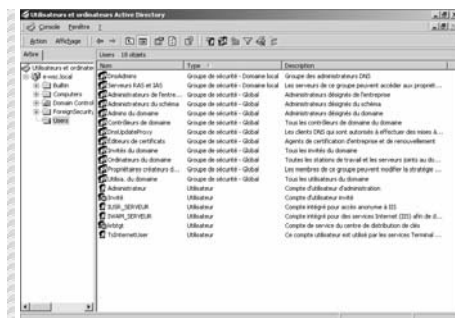 Utilisateurs et ordinateurs Active Directory
Console Fenêtre ?
Action Affichage
Arbre
Users 18 objets
Utilisateurs et ordinateur
e-woz.local
Builtin
Computers
Domain Control
ForeignSecurity
Users
Nom Type Description
DnsAdmins Groupe de sécurité - Domaine local Groupe des administrateurs DNS
Serveurs RAS et IAS Groupe de sécurité - Domaine local Les serveurs de ce groupe peuvent accéder aux propriét...
Administrateurs de l'entre... Groupe de sécurité - Global Administrateurs désignés de l'entreprise
Administrateurs du schéma Groupe de sécurité - Global Administrateurs désignés du schéma
Admins du domaine Groupe de sécurité - Global Administrateurs désignés du domaine
Contrôleurs de domaine Groupe de sécurité - Global Tous les contrôleurs de domaine du domaine
DnsUpdateProxy Groupe de sécurité - Global Les clients DNS qui sont autorisés à effectuer des mises à...
Éditeurs de certificats Groupe de sécurité - Global Agents de certification d'entreprise et de renouvellement
Invités du domaine Groupe de sécurité - Global Tous les invités du domaine
Ordinateurs du domaine Groupe de sécurité - Global Toutes les stations de travail et les serveurs joints au do...
Propriétaires créateurs d... Groupe de sécurité - Global Les membres de ce groupe peuvent modifier la stratégie ...
Utilisa. du domaine Groupe de sécurité - Global Tous les utilisateurs du domaine
Administrateur Utilisateur Compte d'utilisateur d'administration
Invité Utilisateur Compte d'utilisateur invité
IUSR_SERVEUR Utilisateur Compte intégré pour accès anonyme à IIS
IWAM_SERVEUR Utilisateur Compte intégré pour des services Internet (IIS) afin de d...
krbtgt Utilisateur Compte de service du centre de distribution de clés
TsInternetUser Utilisateur Ce compte utilisateur est utilisé par les services Terminal ...